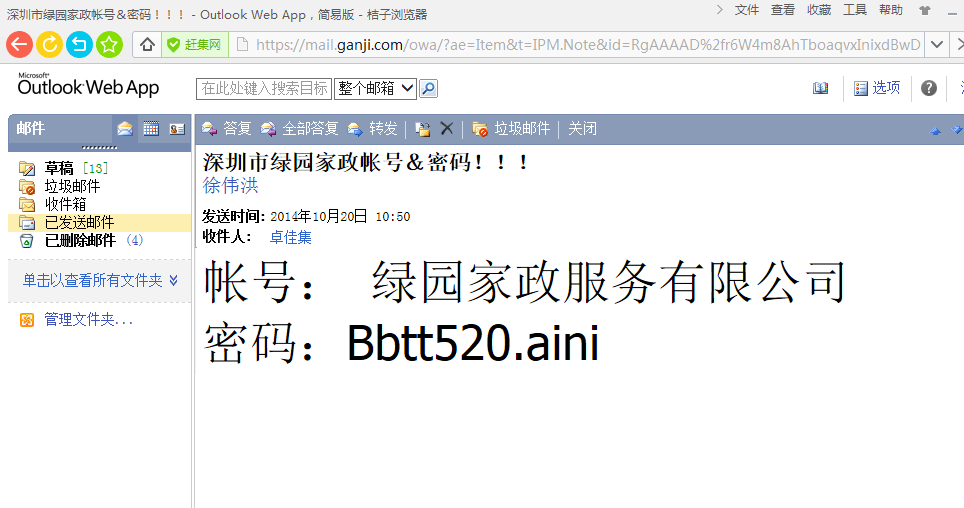 深圳市绿园家政帐号＆密码！！！ - Outlook Web App，简易版 - 桔子浏览器
文件 查看 收藏 工具 帮助
赶集网 https://mail.ganji.com/owa/?ae=Item&t=IPM.Note&id=RgAAAAD%2fr6W4m8AhTboaqvxInixdBwD
Microsoft®
Outlook Web App
在此处键入搜索目标 整个邮箱 选项
邮件
答复 全部答复 转发 垃圾邮件 关闭
草稿 [13]
垃圾邮件
收件箱
已发送邮件
已删除邮件 (4)
单击以查看所有文件夹
管理文件夹...
深圳市绿园家政帐号＆密码！！！
徐伟洪
发送时间: 2014年10月20日 10:50
收件人： 卓佳集
帐号： 绿园家政服务有限公司
密码：Bbtt520.aini